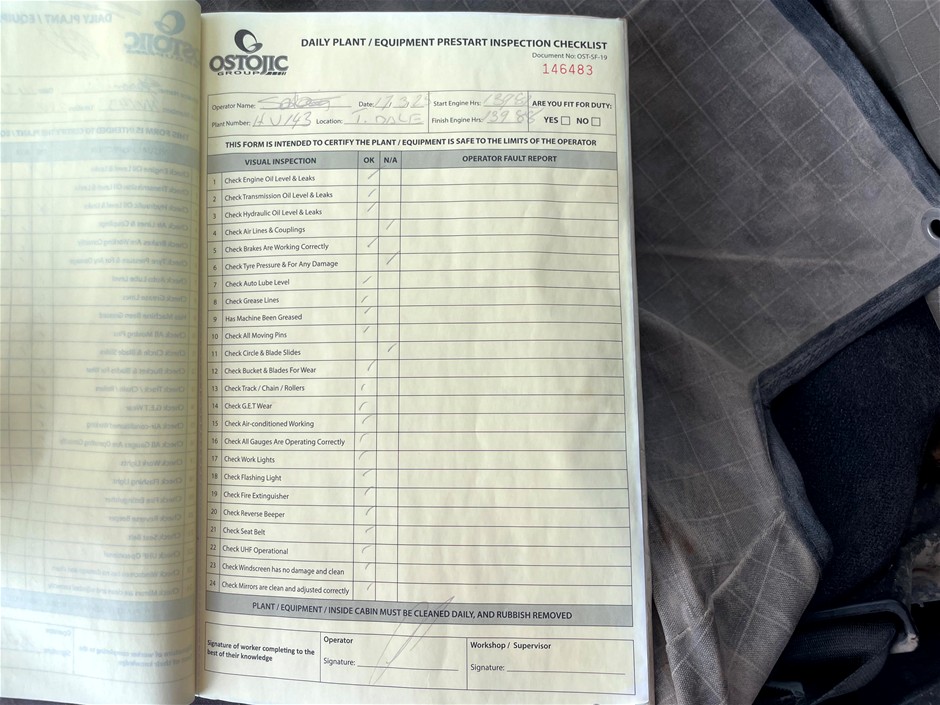 OSTOJIC
GROUP
DAILY PLANT / EQUIPMENT PRESTART INSPECTION CHECKLIST
Document No: OST-SF-19
146483
Operator Name: Date: 17.3.23 Start Engine Hrs: ARE YOU FIT FOR DUTY:
Plant Number: HV143 Location: T. DALE Finish Engine Hrs: YES NO
THIS FORM IS INTENDED TO CERTIFY THE PLANT / EQUIPMENT IS SAFE TO THE LIMITS OF THE OPERATOR
VISUAL INSPECTION OK N/A OPERATOR FAULT REPORT
1 Check Engine Oil Level & Leaks
2 Check Transmission Oil Level & Leaks
3 Check Hydraulic Oil Level & Leaks
4 Check Air Lines & Couplings
5 Check Brakes Are Working Correctly
6 Check Tyre Pressure & For Any Damage
7 Check Auto Lube Level
8 Check Grease Lines
9 Has Machine Been Greased
10 Check All Moving Pins
11 Check Circle & Blade Slides
12 Check Bucket & Blades For Wear
13 Check Track / Chain / Rollers
14 Check G.E.T Wear
15 Check Air-conditioned Working
16 Check All Gauges Are Operating Correctly
17 Check Work Lights
18 Check Flashing Light
19 Check Fire Extinguisher
20 Check Reverse Beeper
21 Check Seat Belt
22 Check UHF Operational
23 Check Windscreen has no damage and clean
24 Check Mirrors are clean and adjusted correctly
PLANT / EQUIPMENT / INSIDE CABIN MUST BE CLEANED DAILY, AND RUBBISH REMOVED
Signature of worker completing to the
best of their knowledge
Operator
Signature:
Workshop / Supervisor
Signature: